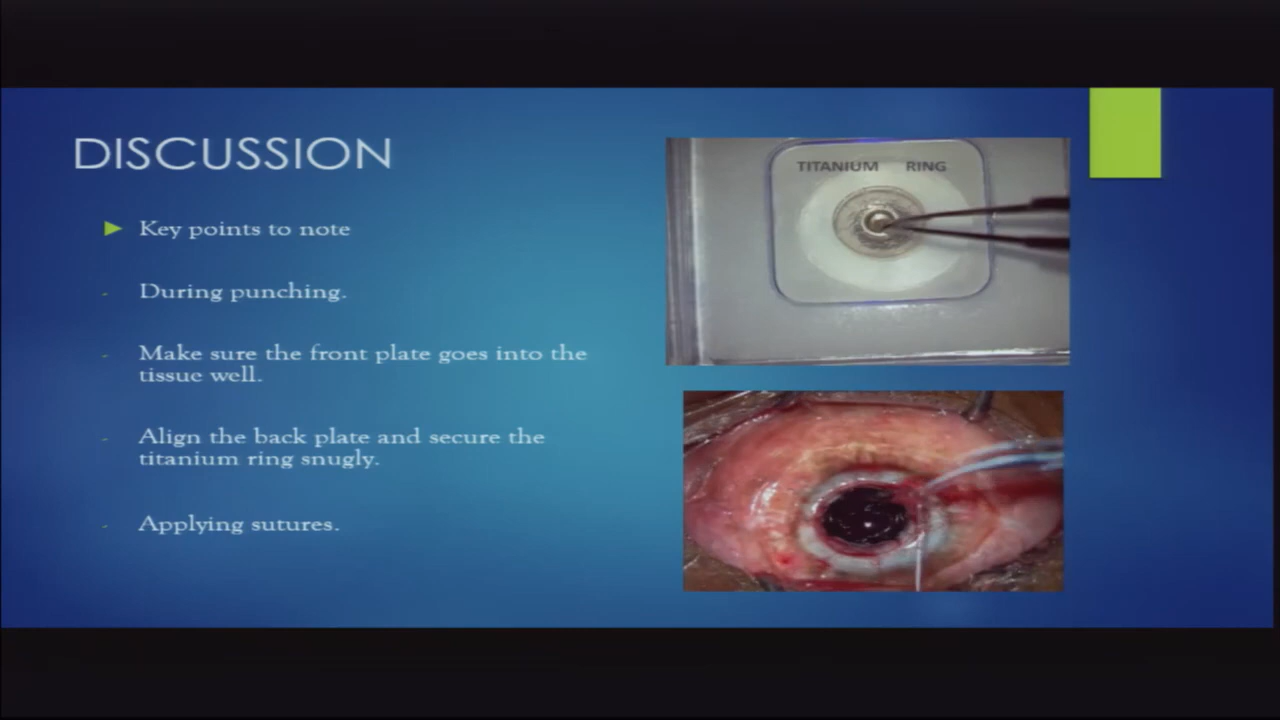 DISCUSSION
Key points to note
During punching.
Make sure the front plate goes into the
tissue well.
Align the back plate and secure the
titanium ring snugly.
Applying sutures.
TITANIUM RING